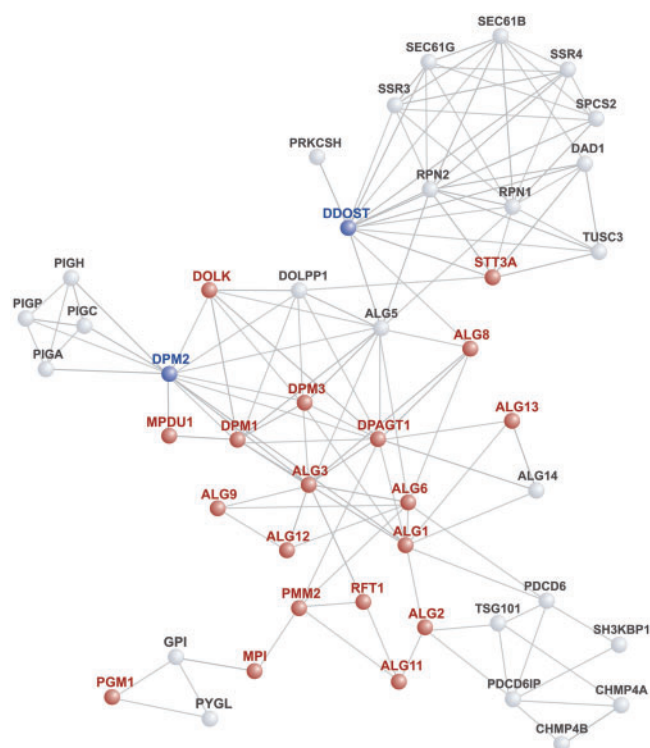 SEC61B
SEC61G
SSR4
SSR3
SPCS2
PRKCSH
DAD1
RPN2
RPN1
DDOST
TUSC3
STT3A
PIGH
DOLK
DOLPP1
PIGP
PIGC
ALG5
ALG8
PIGA
DPM2
DPM3
MPDU1
DPM1
DPAGT1
ALG13
ALG3
ALG14
ALG9
ALG6
ALG12
ALG1
PMM2
RFT1
PDCD6
ALG2
TSG101
SH3KBP1
GPI
MPI
ALG11
PDCD6IP
PGM1
CHMP4A
PYGL
CHMP4B